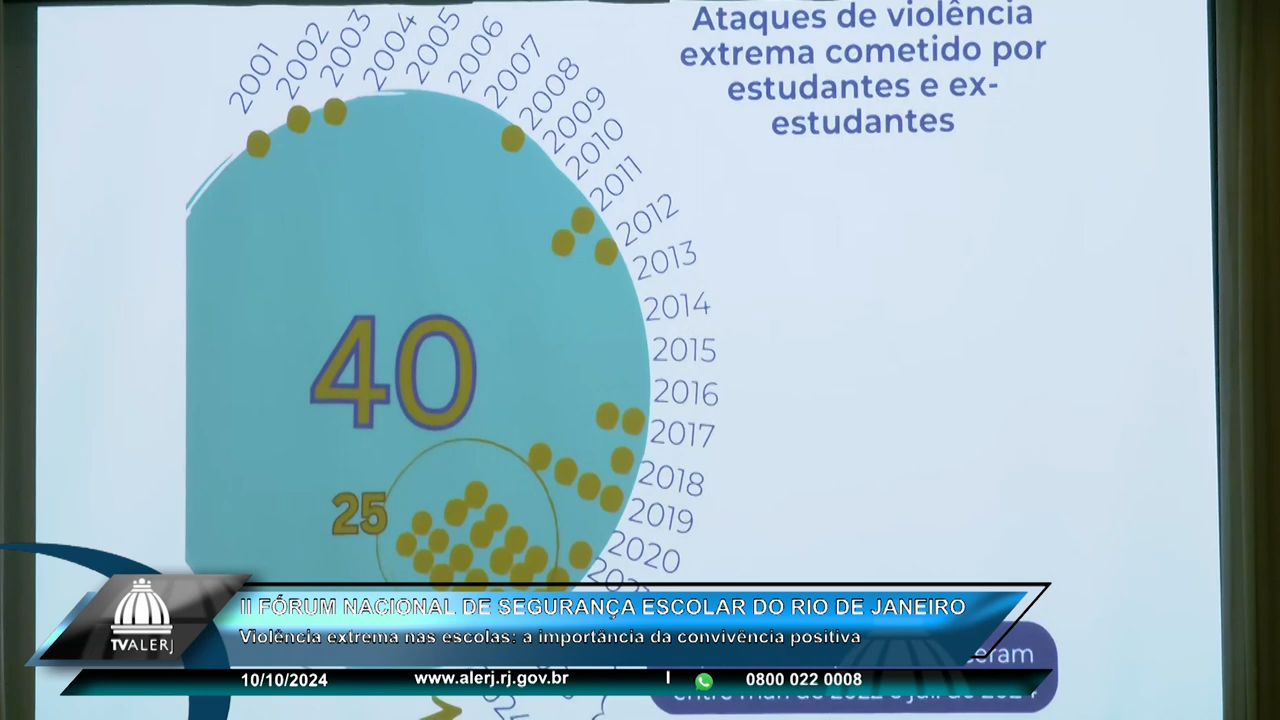 Ataques de violência
extrema cometido por
estudantes e ex-
estudantes
2001
2002
2003
2004
2005
2006
2007
2008
2009
2010
2011
2012
2013
2014
2015
2016
2017
2018
2019
2020
40
25
II FÓRUM NACIONAL DE SEGURANÇA ESCOLAR DO RIO DE JANEIRO
Violência extrema nas escolas: a importância da convivência positiva
TVALERJ
10/10/2024 www.alerj.rj.gov.br | 0800 022 0008